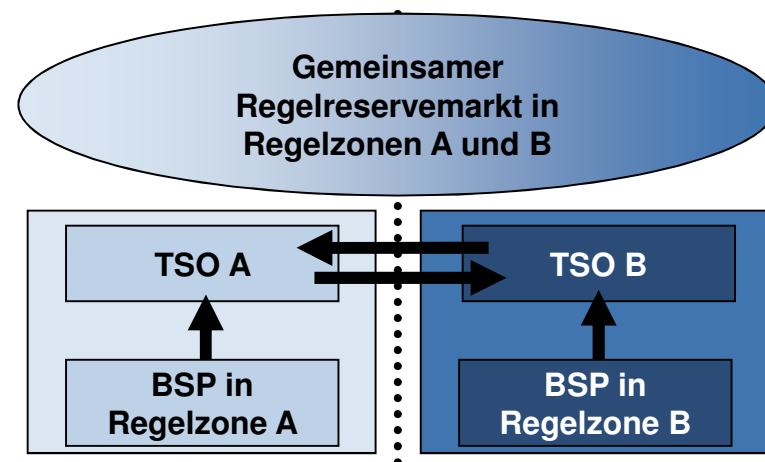 Gemeinsamer
Regelreservemarkt in
Regelzonen A und B
TSO A
TSO B
BSP in
Regelzone A
BSP in
Regelzone B